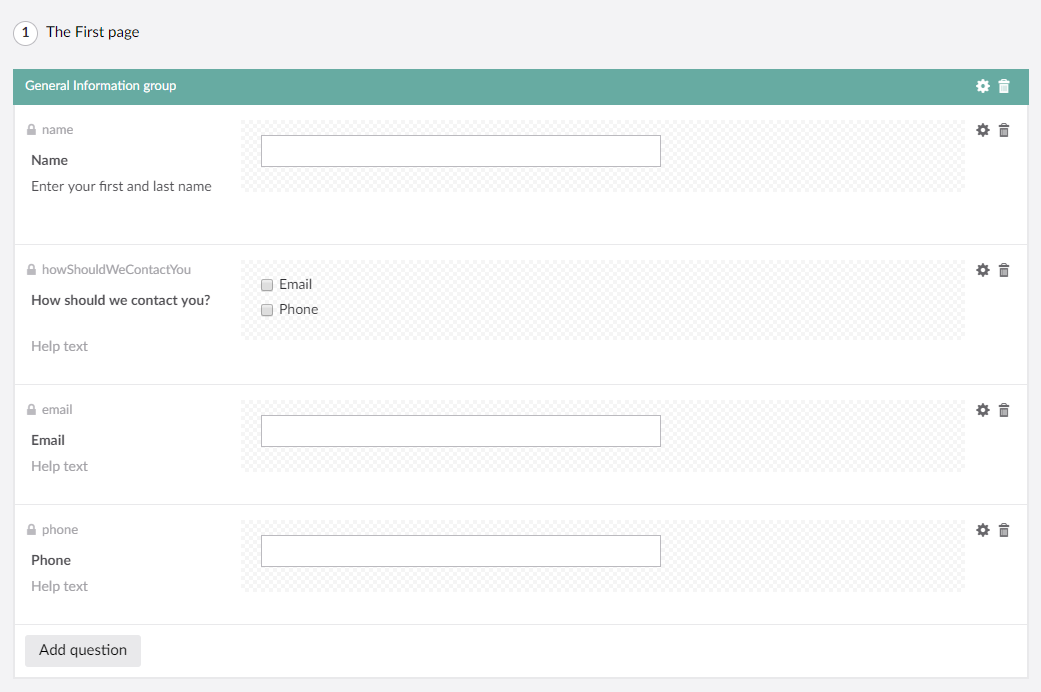 1 The First page
General Information group
name
Name
Enter your first and last name
howShouldWeContactYou
How should we contact you?
Email
Phone
Help text
email
Email
Help text
phone
Phone
Help text
Add question